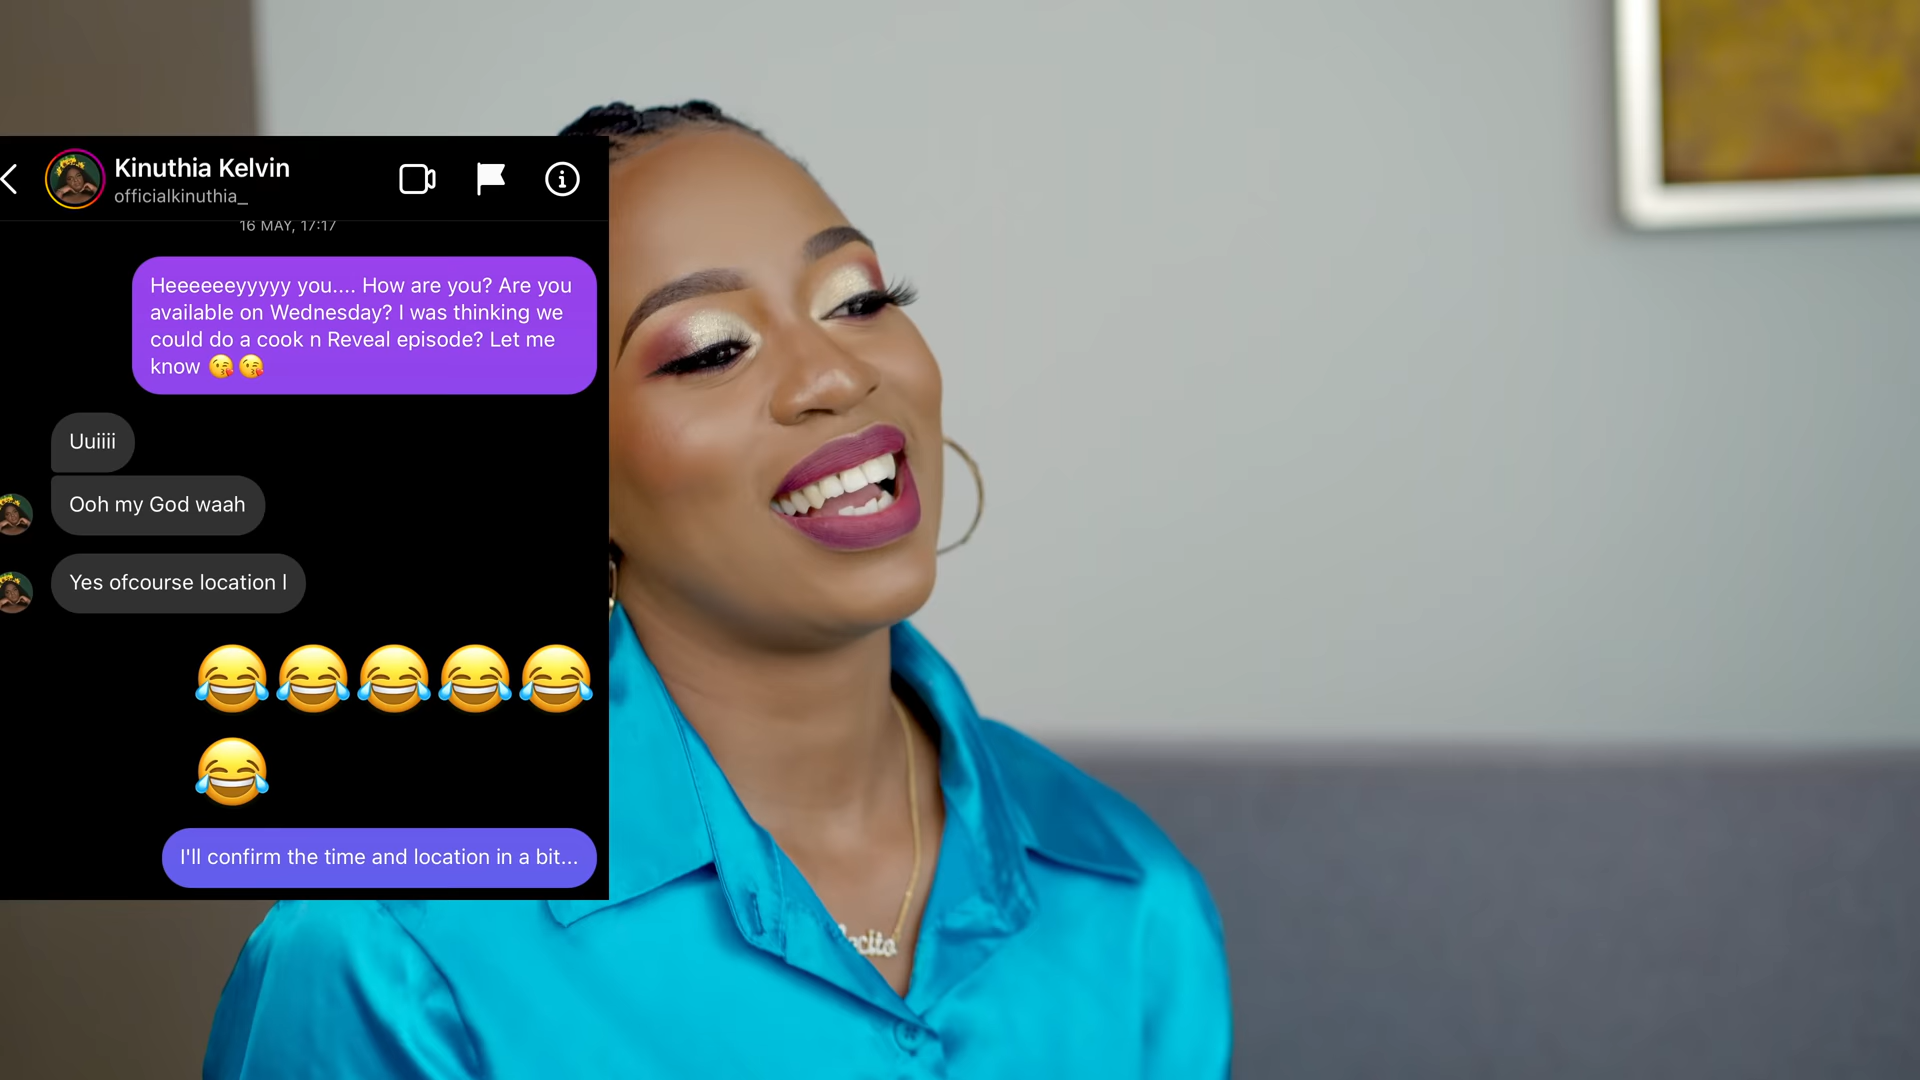 Kinuthia Kelvin
officialkinuthia_
16 MAY, 17:17
Heeeeeeyyyyy you.... How are you? Are you
available on Wednesday? I was thinking we
could do a cook n Reveal episode? Let me
know 😘😘
Uuiiii
Ooh my God waah
Yes ofcourse location l
😂😂😂😂😂
😂
I'll confirm the time and location in a bit...